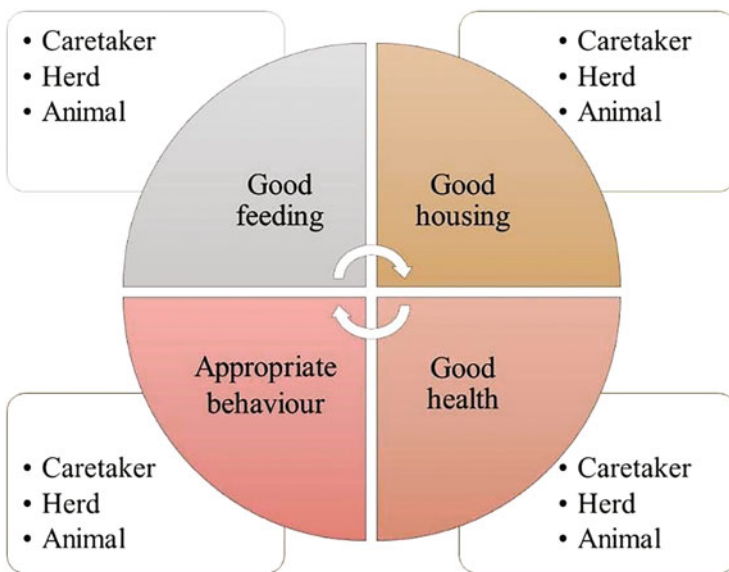 • Caretaker
• Herd
• Animal
• Caretaker
• Herd
• Animal
Good
feeding
Good
housing
Appropriate
behaviour
Good
health
• Caretaker
• Herd
• Animal
• Caretaker
• Herd
• Animal